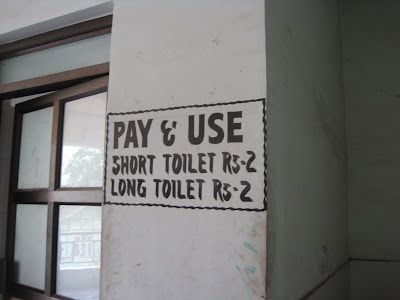 PAY & USE
SHORT TOILET RS-2
LONG TOILET RS-2